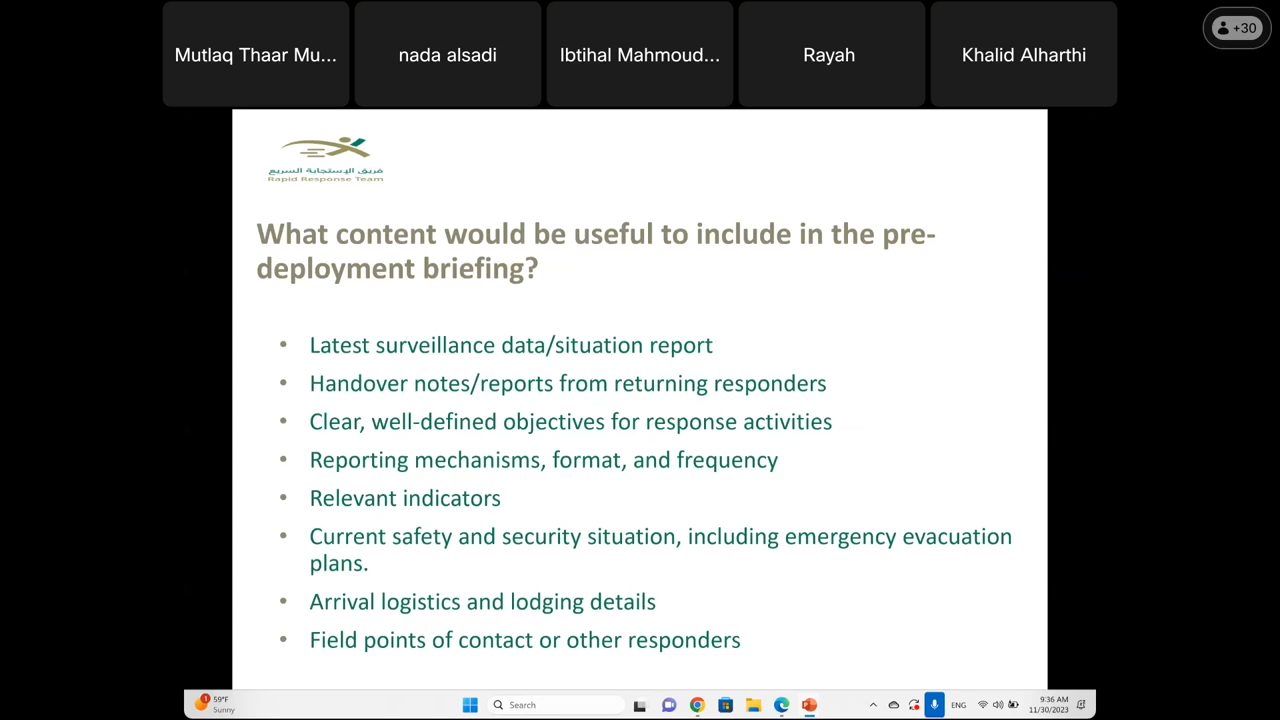 Mutlaq Thaar Mu...
nada alsadi
Ibtihal Mahmoud...
Rayah
Khalid Alharthi
+30
فريق الإستجابة السريع
Rapid Response Team
What content would be useful to include in the pre-
deployment briefing?
• Latest surveillance data/situation report
• Handover notes/reports from returning responders
• Clear, well-defined objectives for response activities
• Reporting mechanisms, format, and frequency
• Relevant indicators
• Current safety and security situation, including emergency evacuation
plans.
• Arrival logistics and lodging details
• Field points of contact or other responders
1
59°F
Sunny
Search
ENG
9:36 AM
11/30/2023